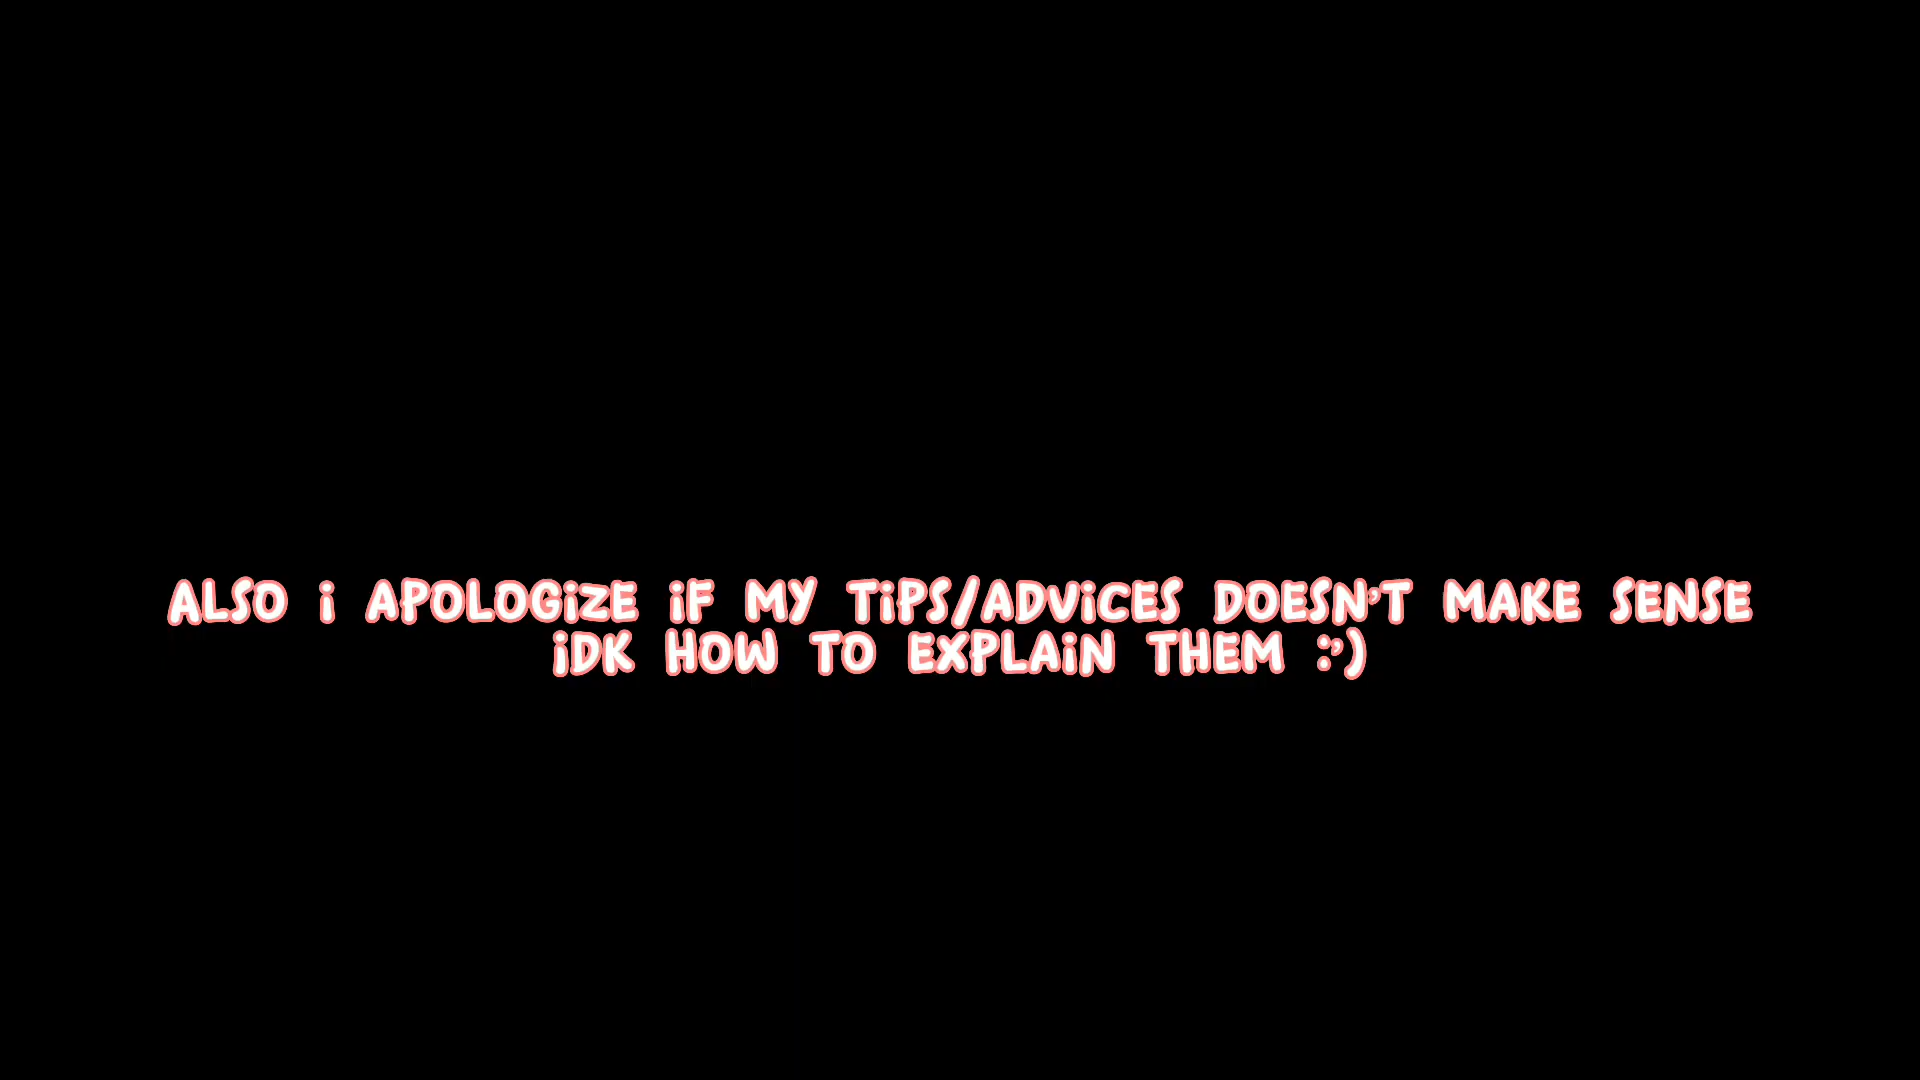 ALSO i APOLOGiZE iF MY TiPS/ADViCES DOESN'T MAKE SENSE
iDK HOW TO EXPLAiN THEM :')